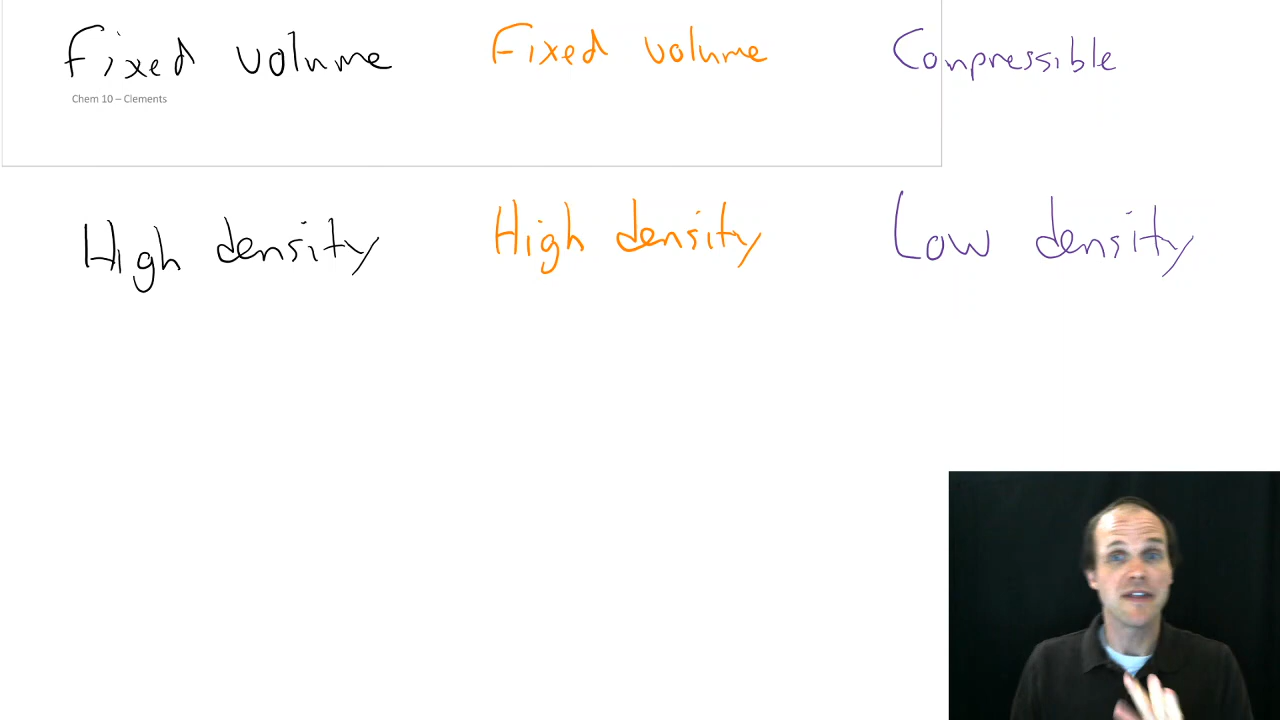 Fixed volume Fixed volume Compressible
Chem 10 – Clements
High density High density Low density